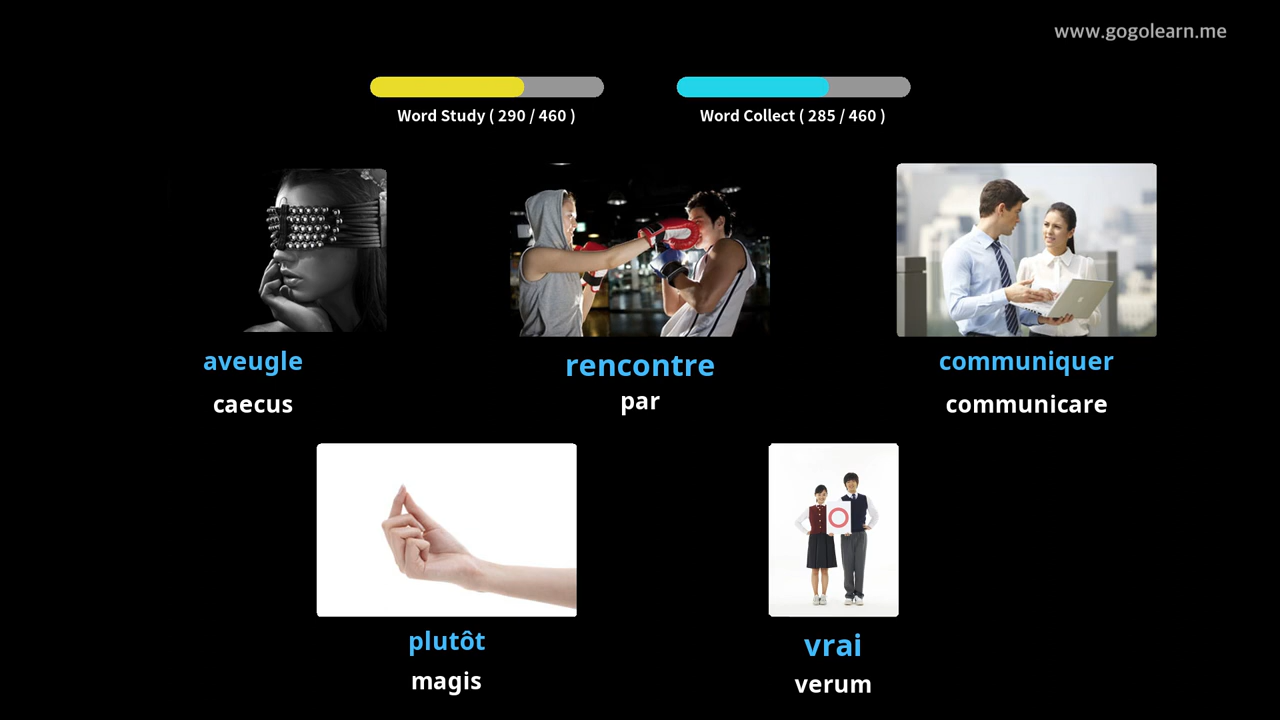 www.gogolearn.me
Word Study ( 290 / 460 )
Word Collect ( 285 / 460 )
aveugle
caecus
rencontre
par
communiquer
communicare
plutôt
magis
vrai
verum